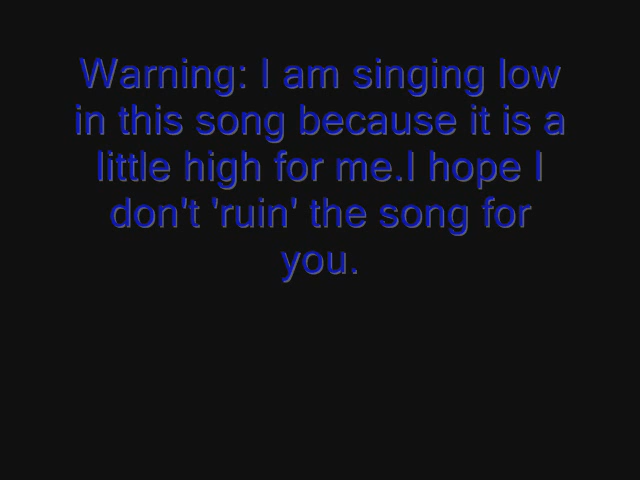 Warning: I am singing low
in this song because it is a
little high for me.I hope I
don't 'ruin' the song for
you.